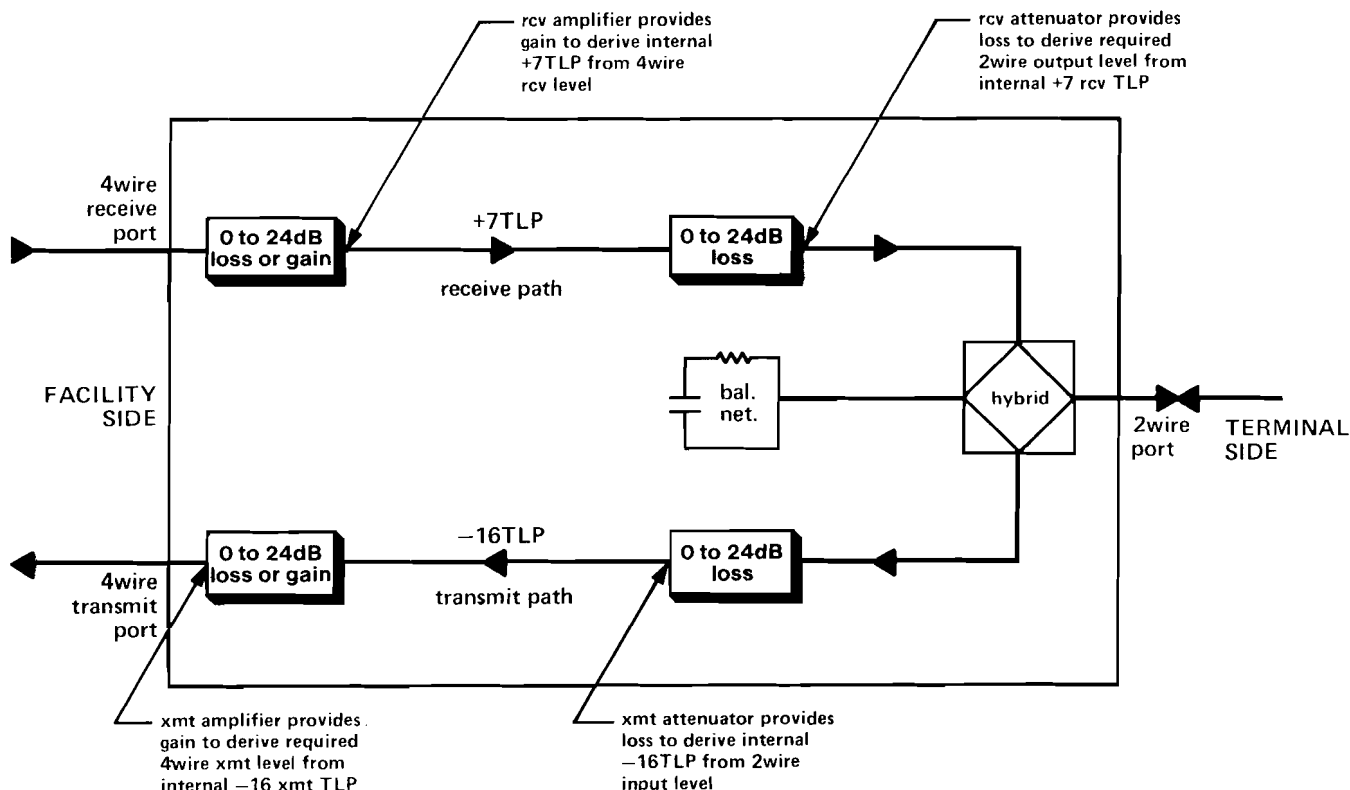 rcv amplifier provides
gain to derive internal
+7TLP from 4wire
rcv level
rcv attenuator provides
loss to derive required
2wire output level from
internal +7 rcv TLP
4wire
receive
port
0 to 24dB
loss or gain
+7TLP
receive path
0 to 24dB
loss
FACILITY
SIDE
bal.
net.
hybrid
2wire
port
TERMINAL
SIDE
4wire
transmit
port
0 to 24dB
loss or gain
−16TLP
transmit path
0 to 24dB
loss
xmt amplifier provides
gain to derive required
4wire xmt level from
internal −16 xmt TLP
xmt attenuator provides
loss to derive internal
−16TLP from 2wire
input level